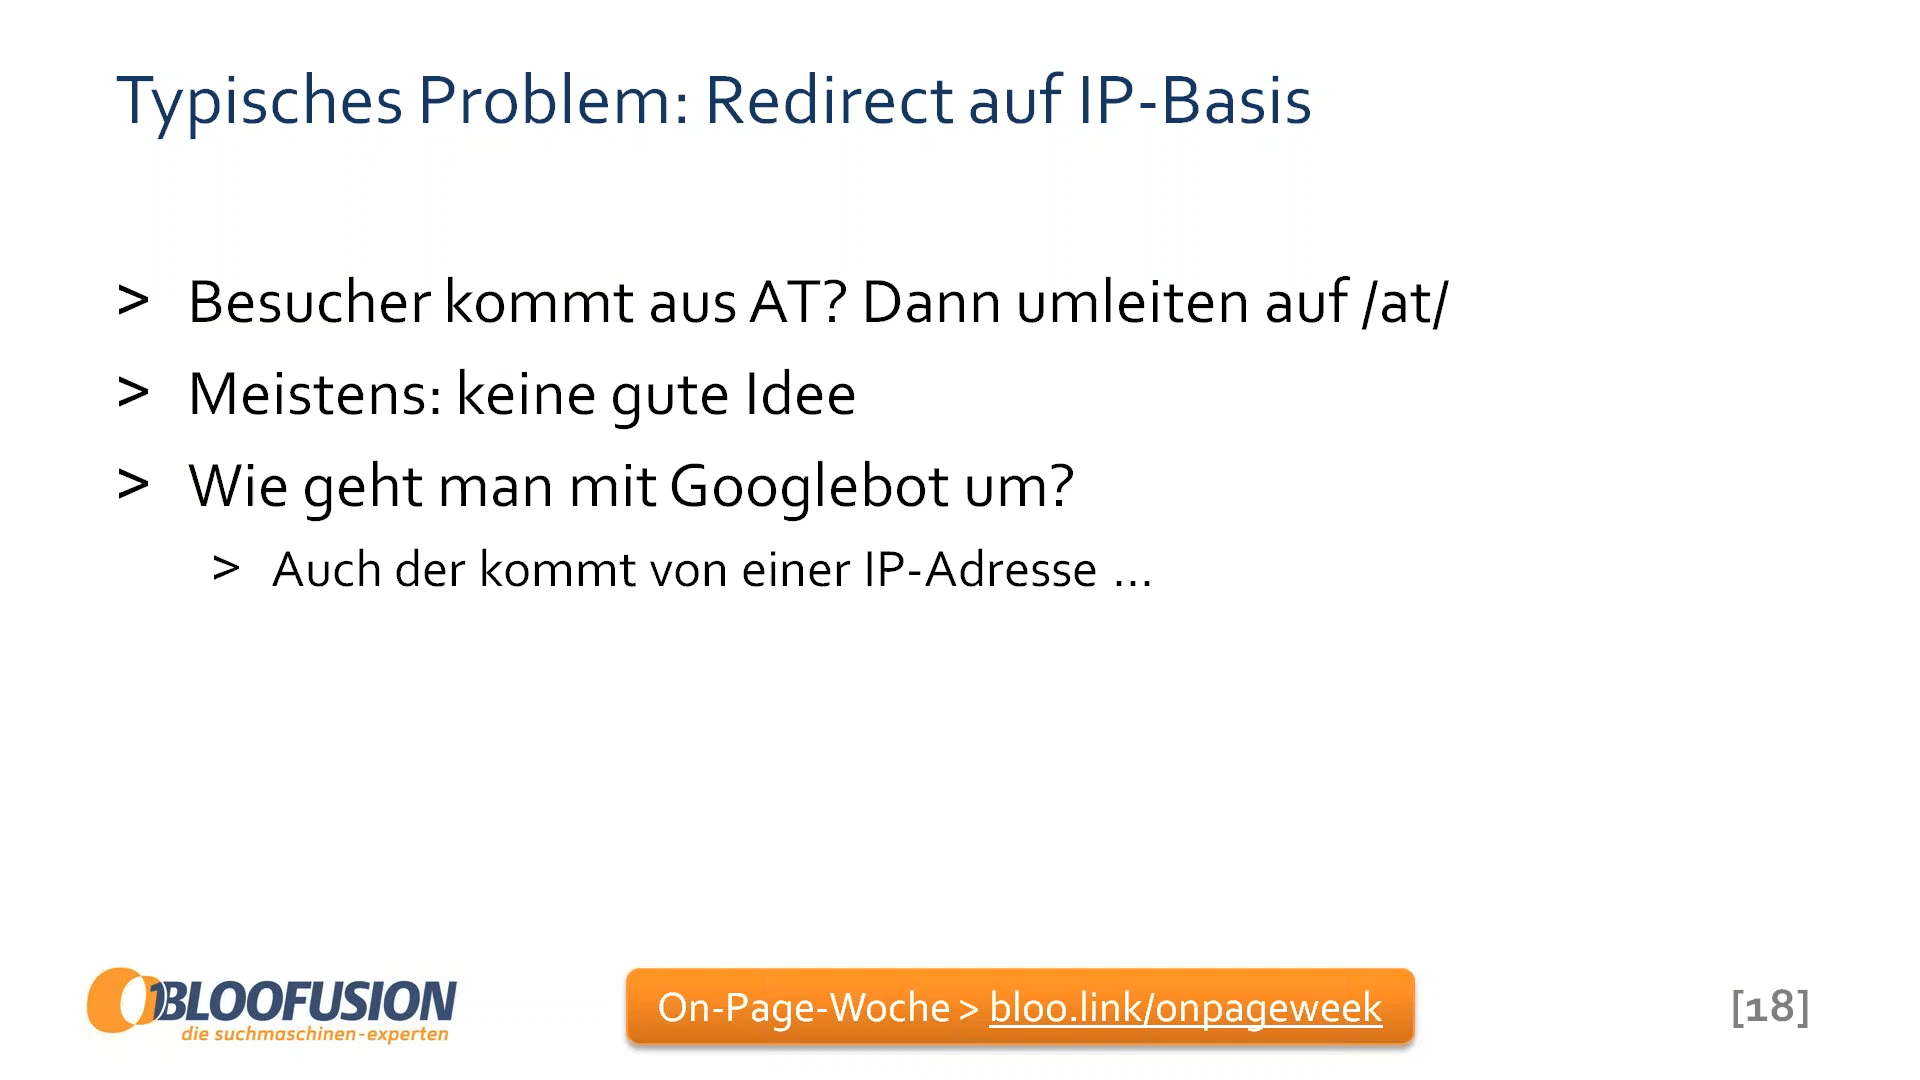 Typisches Problem: Redirect auf IP-Basis
> Besucher kommt aus AT? Dann umleiten auf /at/
> Meistens: keine gute Idee
> Wie geht man mit Googlebot um?
> Auch der kommt von einer IP-Adresse ...
BLOOFUSION
die suchmaschinen-experten
On-Page-Woche > bloo.link/onpageweek
[18]